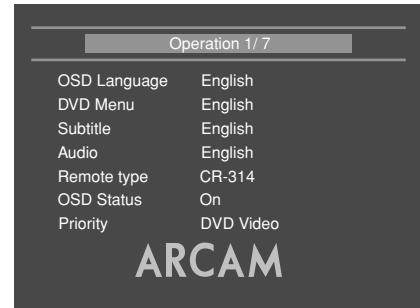 Operation 1/ 7
OSD Language English
DVD Menu English
Subtitle English
Audio English
Remote type CR-314
OSD Status On
Priority DVD Video
ARCAM